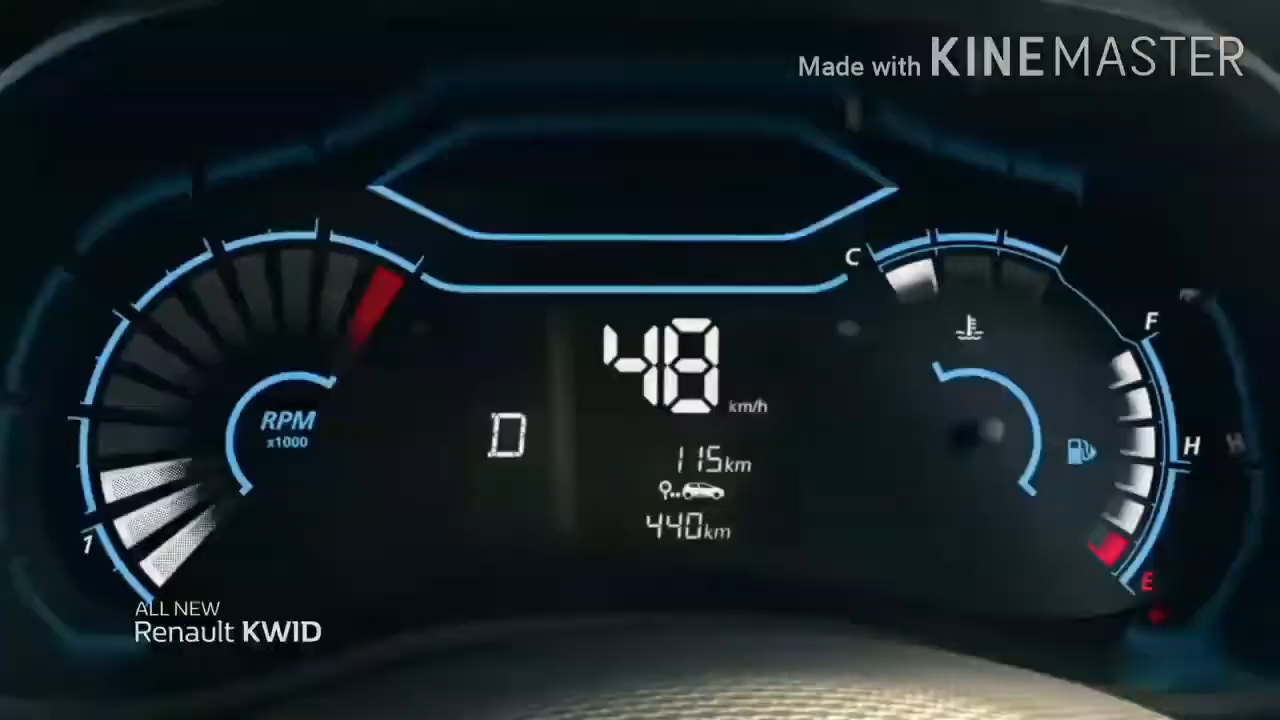 Made with KINEMASTER
C
F
48
km/h
RPM
x1000
D
H
115km
440km
1
E
ALL NEW
Renault KWID